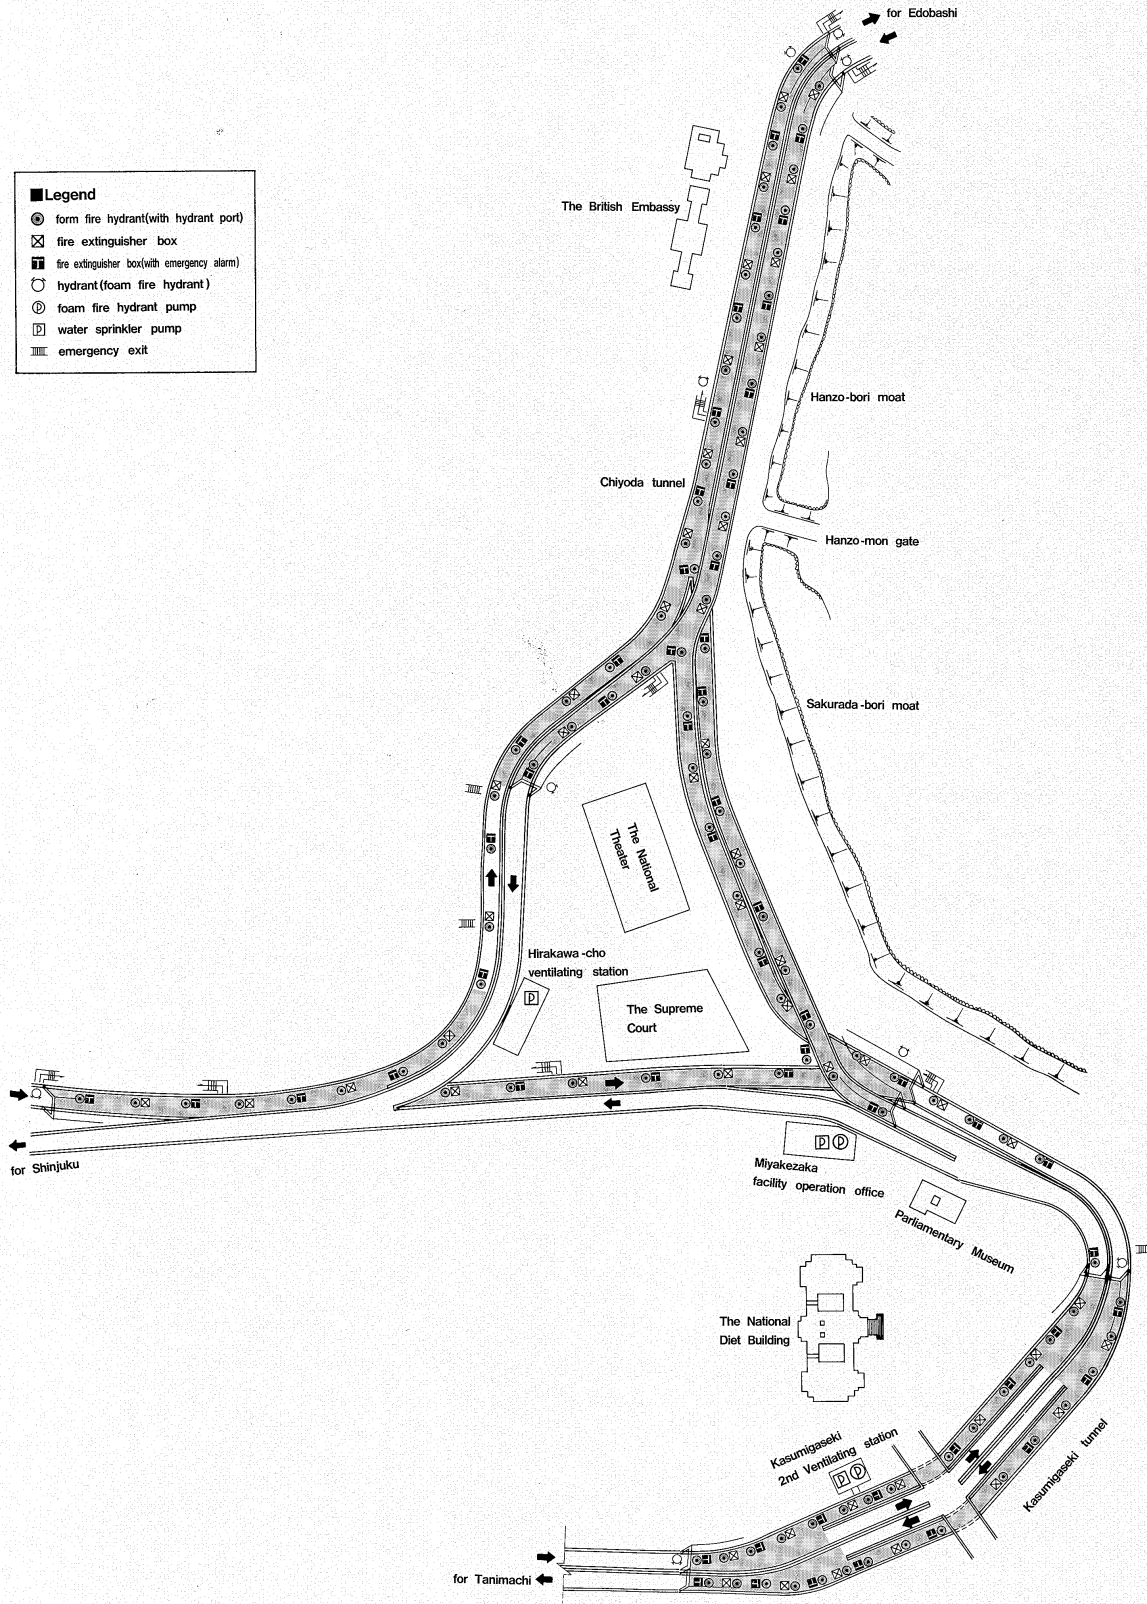 for Edobashi
Legend
form fire hydrant(with hydrant port)
fire extinguisher box
fire extinguisher box(with emergency alarm)
hydrant(foam fire hydrant)
foam fire hydrant pump
water sprinkler pump
emergency exit
The British Embassy
Hanzo-bori moat
Chiyoda tunnel
Hanzo-mon gate
Sakurada-bori moat
The National
Theater
Hirakawa-cho
ventilating station
The Supreme
Court
for Shinjuku
Miyakezaka
facility operation office
Parliamentary Museum
The National
Diet Building
Kasumigaseki
2nd Ventilating station
Kasumigaseki tunnel
for Tanimachi